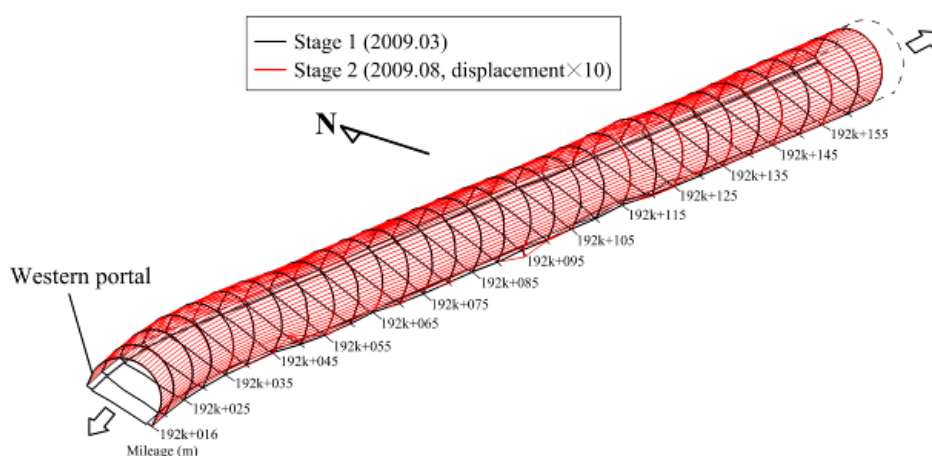 Stage 1 (2009.03)
Stage 2 (2009.08, displacement×10)
N
192k+155
192k+145
192k+135
192k+125
192k+115
192k+105
192k+095
192k+085
192k+075
192k+065
192k+055
192k+045
192k+035
192k+025
192k+016
Western portal
Mileage (m)